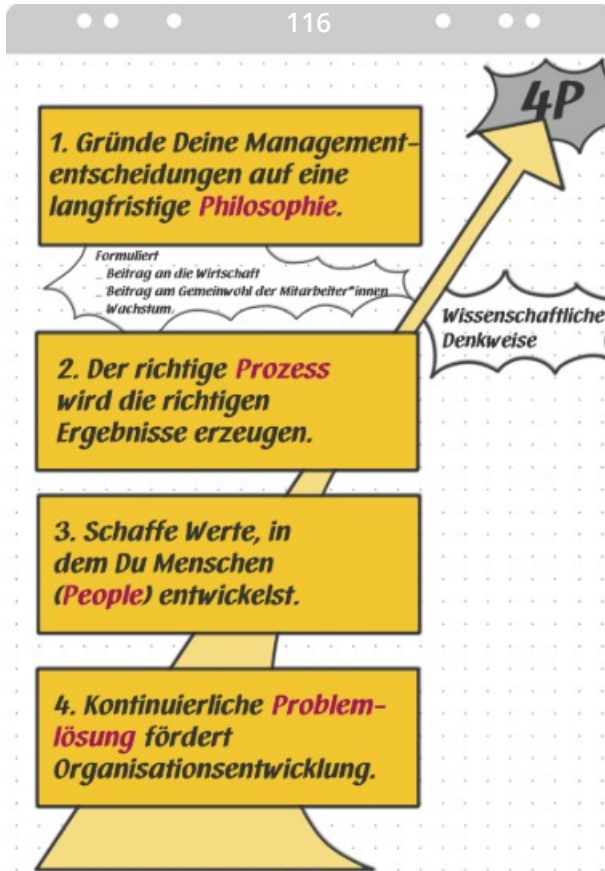 116
4P
1. Gründe Deine Management-
entscheidungen auf eine
langfristige Philosophie.
Formuliert
_ Beitrag an die Wirtschaft
_ Beitrag am Gemeinwohl der Mitarbeiter*innen
_ Wachstum
Wissenschaftliche
Denkweise
2. Der richtige Prozess
wird die richtigen
Ergebnisse erzeugen.
3. Schaffe Werte, in
dem Du Menschen
(People) entwickelst.
4. Kontinuierliche Problem-
lösung fördert
Organisationsentwicklung.